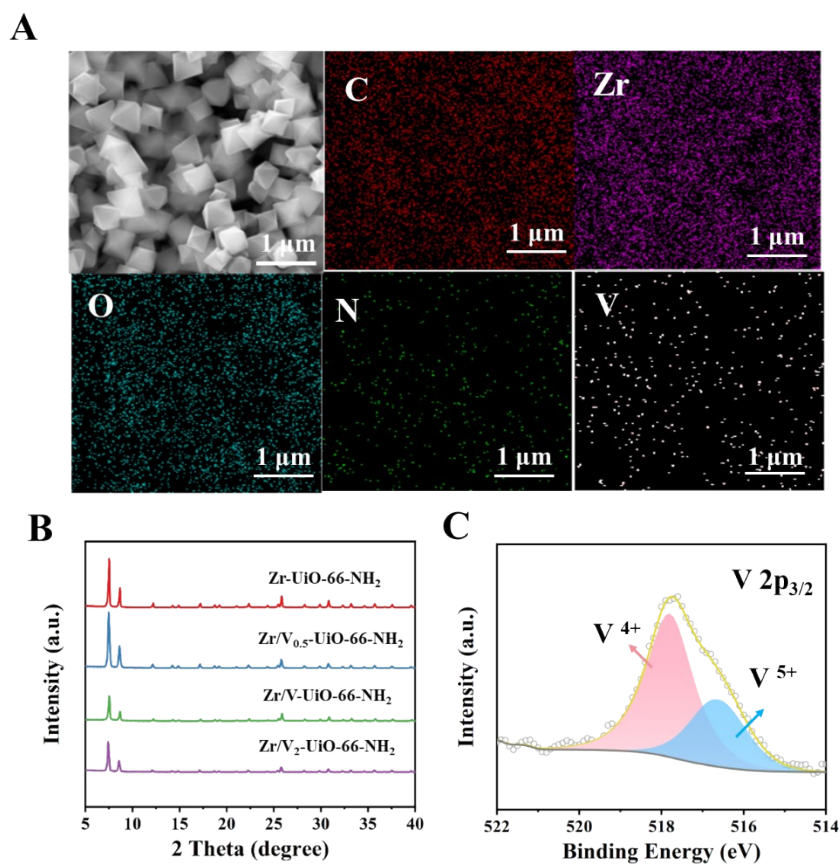 A
1 μm
C
1 μm
Zr
1 μm
O
1 μm
N
1 μm
V
1 μm
B
Intensity (a.u.)
Zr-UiO-66-NH₂
Zr/V₀.₅-UiO-66-NH₂
Zr/V-UiO-66-NH₂
Zr/V₂-UiO-66-NH₂
5 10 15 20 25 30 35 40
2 Theta (degree)
C
Intensity (a.u.)
V 2p₃/₂
V ⁴⁺
V ⁵⁺
522 520 518 516 514
Binding Energy (eV)